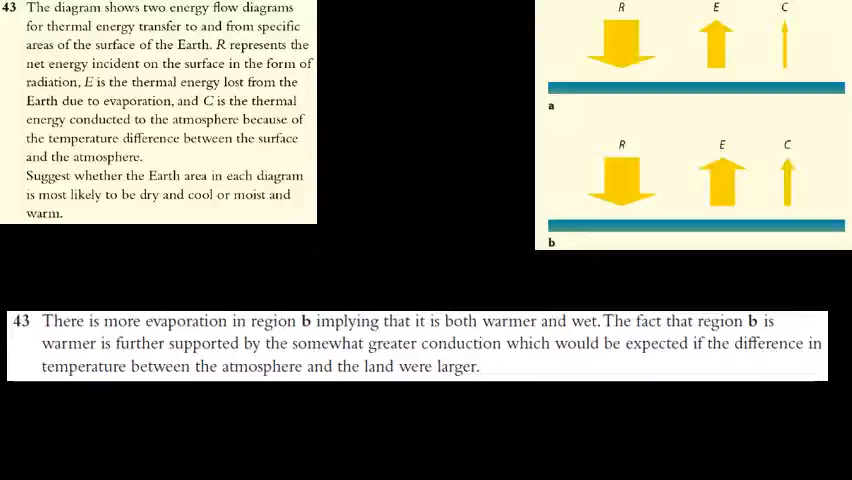 43 The diagram shows two energy flow diagrams
for thermal energy transfer to and from specific
areas of the surface of the Earth. R represents the
net energy incident on the surface in the form of
radiation, E is the thermal energy lost from the
Earth due to evaporation, and C is the thermal
energy conducted to the atmosphere because of
the temperature difference between the surface
and the atmosphere.
Suggest whether the Earth area in each diagram
is most likely to be dry and cool or moist and
warm.
R E C
a
R E C
b
43 There is more evaporation in region b implying that it is both warmer and wet. The fact that region b is
warmer is further supported by the somewhat greater conduction which would be expected if the difference in
temperature between the atmosphere and the land were larger.